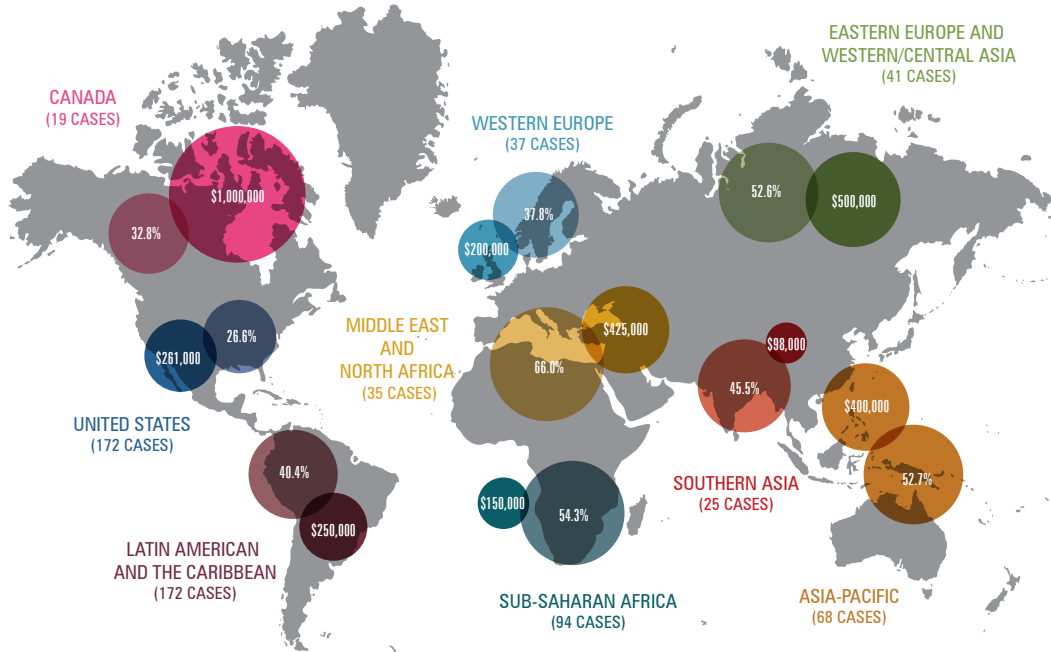 EASTERN EUROPE AND
WESTERN/CENTRAL ASIA
(41 CASES)
52.6%
$500,000
CANADA
(19 CASES)
$1,000,000
32.8%
WESTERN EUROPE
(37 CASES)
37.8%
$200,000
MIDDLE EAST
AND
NORTH AFRICA
(35 CASES)
$425,000
66.0%
26.6%
$261,000
UNITED STATES
(172 CASES)
$98,000
45.5%
SOUTHERN ASIA
(25 CASES)
$400,000
52.7%
ASIA-PACIFIC
(68 CASES)
40.4%
$250,000
LATIN AMERICAN
AND THE CARIBBEAN
(172 CASES)
$150,000
54.3%
SUB-SAHARAN AFRICA
(94 CASES)